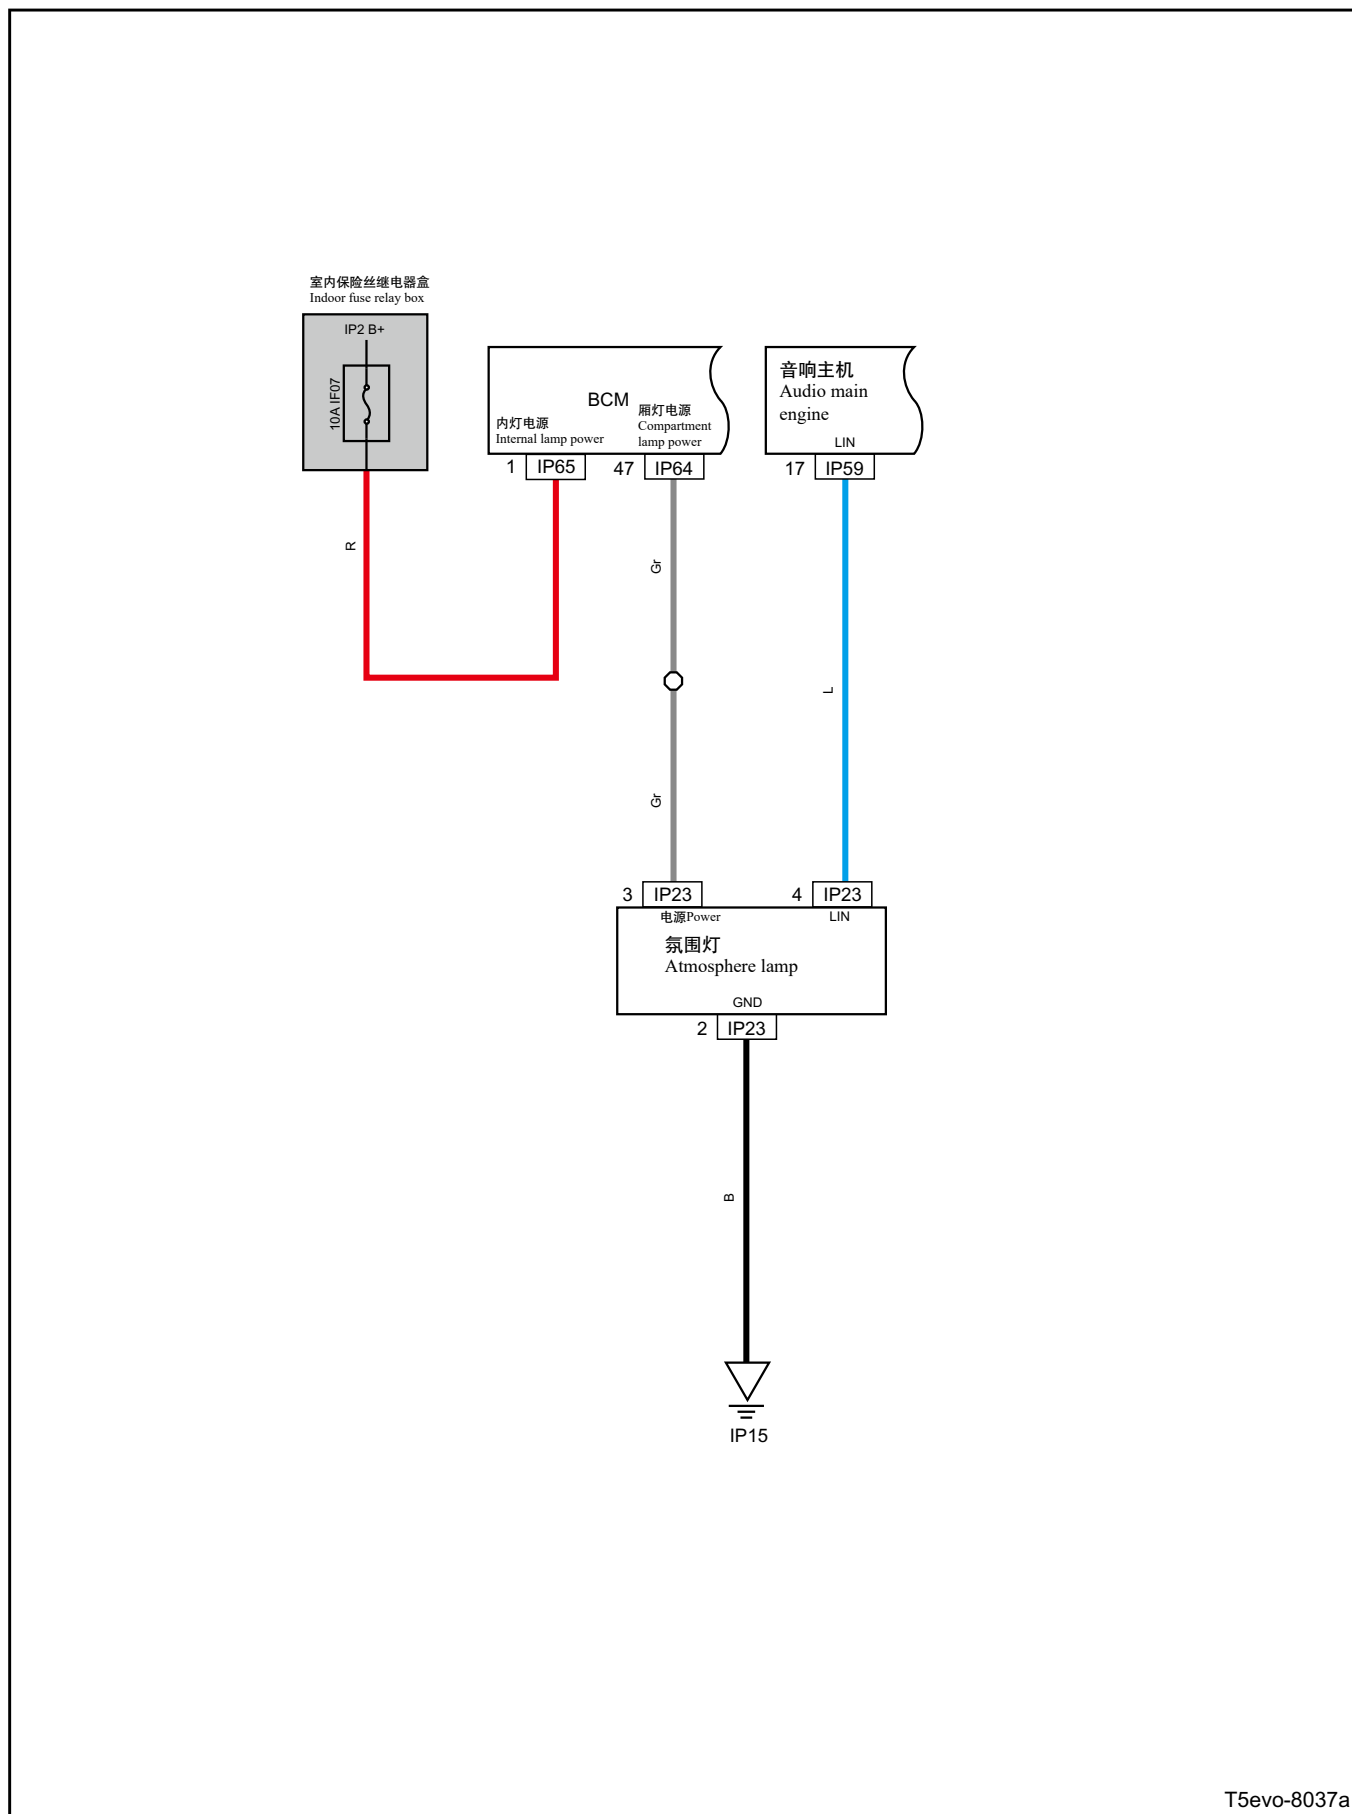 室内保险丝继电器盒
Indoor fuse relay box
IP2 B+
10A IF07
BCM
内灯电源
Internal lamp power
厢灯电源
Compartment
lamp power
1 IP65
47 IP64
音响主机
Audio main
engine
LIN
17 IP59
R
Gr
L
Gr
3 IP23
4 IP23
电源Power
LIN
氛围灯
Atmosphere lamp
GND
2 IP23
B
IP15
T5evo-8037a